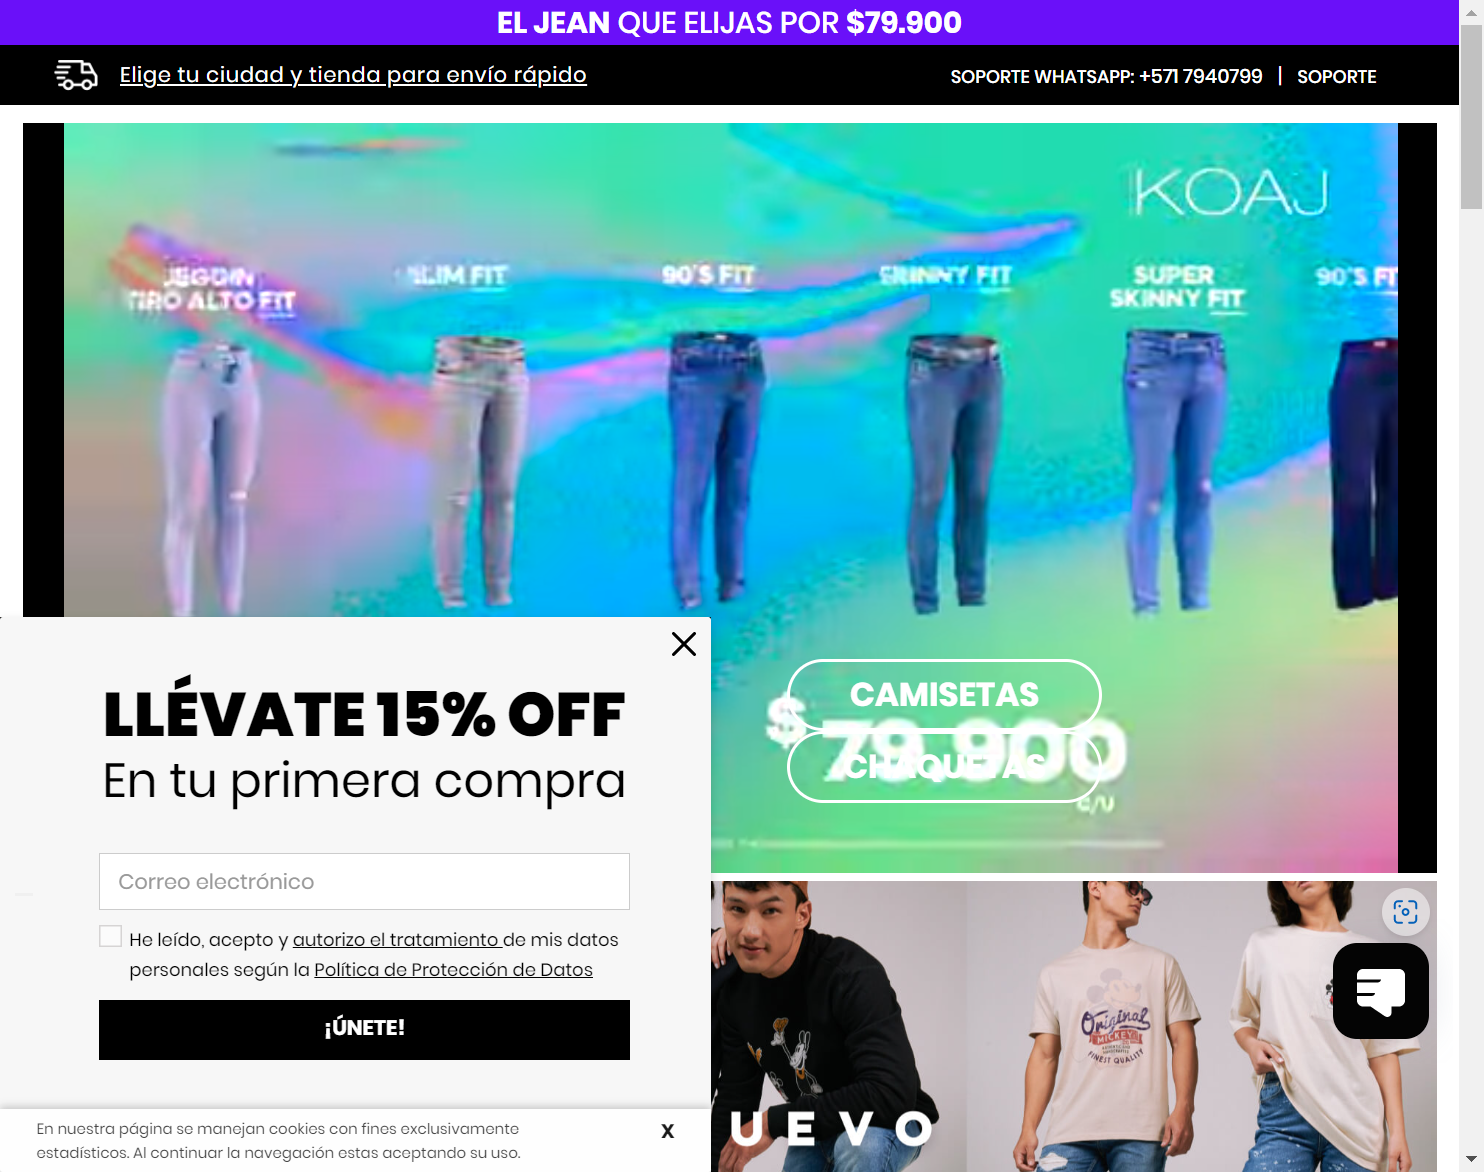 EL JEAN QUE ELIJAS POR $79.900
Elige tu ciudad y tienda para envío rápido
SOPORTE WHATSAPP: +571 7940799 | SOPORTE
KOAJ
JEGGIN
TIRO ALTO FIT
SLIM FIT
90'S FIT
SKINNY FIT
SUPER
SKINNY FIT
90'S FIT
LLÉVATE 15% OFF
En tu primera compra
Correo electrónico
He leído, acepto y autorizo el tratamiento de mis datos
personales según la Política de Protección de Datos
¡ÚNETE!
CAMISETAS
$79.900
CHAQUETAS
C/U
Original
MICKEY
FINEST QUALITY
UEVO
En nuestra página se manejan cookies con fines exclusivamente
estadísticos. Al continuar la navegación estas aceptando su uso.
X